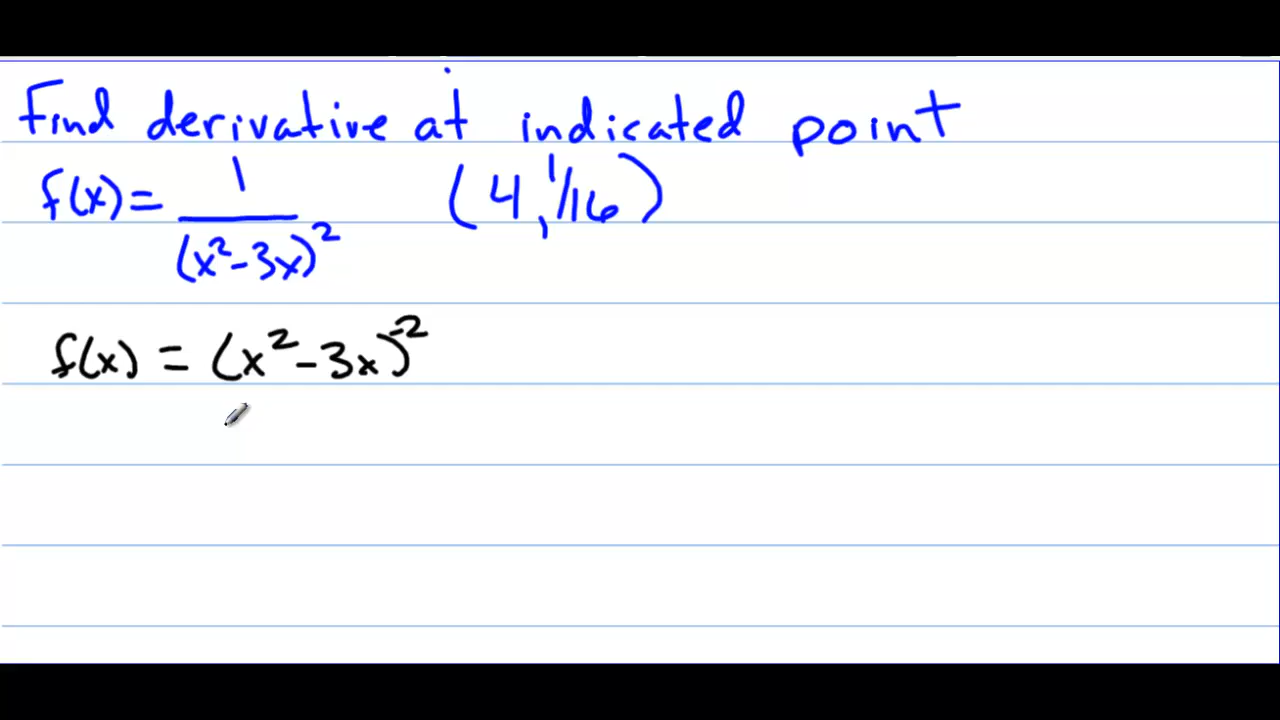 Find derivative at indicated point
f(x) = 1/(x²-3x)² (4, 1/16)
f(x) = (x²-3x)⁻²